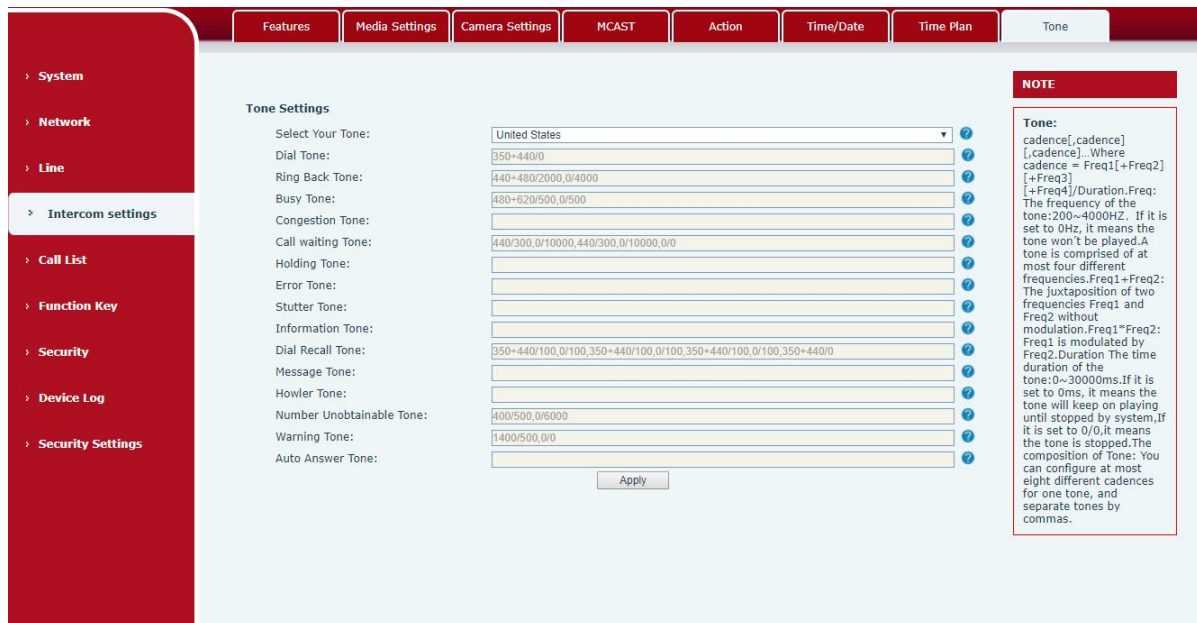 Features Media Settings Camera Settings MCAST Action Time/Date Time Plan Tone
› System
› Network
› Line
› Intercom settings
› Call List
› Function Key
› Security
› Device Log
› Security Settings
Tone Settings
Select Your Tone: United States
Dial Tone: 350+440/0
Ring Back Tone: 440+480/2000,0/4000
Busy Tone: 480+620/500,0/500
Congestion Tone:
Call waiting Tone: 440/300,0/10000,440/300,0/10000,0/0
Holding Tone:
Error Tone:
Stutter Tone:
Information Tone:
Dial Recall Tone: 350+440/100,0/100,350+440/100,0/100,350+440/100,0/100,350+440/0
Message Tone:
Howler Tone:
Number Unobtainable Tone: 400/500,0/6000
Warning Tone: 1400/500,0/0
Auto Answer Tone:
Apply
NOTE
Tone:
cadence[,cadence]
[,cadence]...Where
cadence = Freq1[+Freq2]
[+Freq3]
[+Freq4]/Duration.Freq:
The frequency of the
tone:200~4000HZ, If it is
set to 0Hz, it means the
tone won't be played.A
tone is comprised of at
most four different
frequencies.Freq1+Freq2:
The juxtaposition of two
frequencies Freq1 and
Freq2 without
modulation.Freq1*Freq2:
Freq1 is modulated by
Freq2.Duration The time
duration of the
tone:0~30000ms.If it is
set to 0ms, it means the
tone will keep on playing
until stopped by system,If
it is set to 0/0,it means
the tone is stopped.The
composition of Tone: You
can configure at most
eight different cadences
for one tone, and
separate tones by
commas.